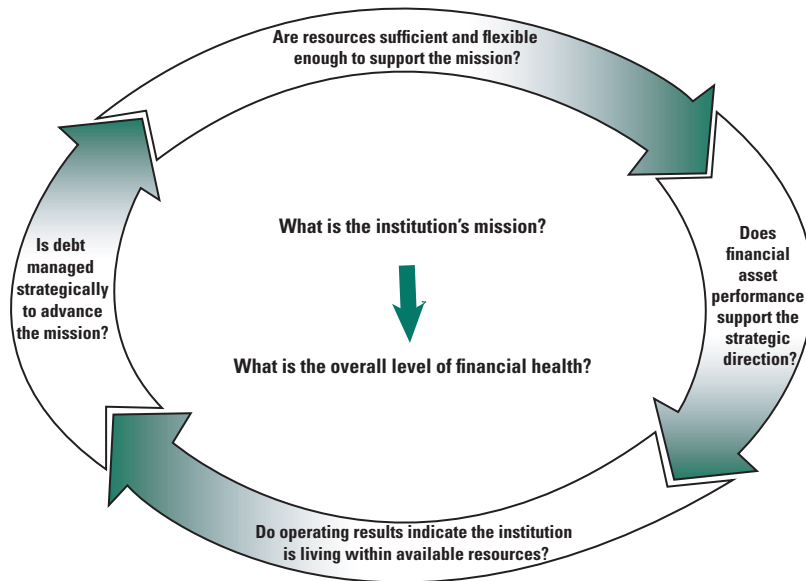 Are resources sufficient and flexible
enough to support the mission?
What is the institution’s mission?
What is the overall level of financial health?
Does
financial
asset
performance
support the
strategic
direction?
Do operating results indicate the institution
is living within available resources?
Is debt
managed
strategically
to advance
the mission?